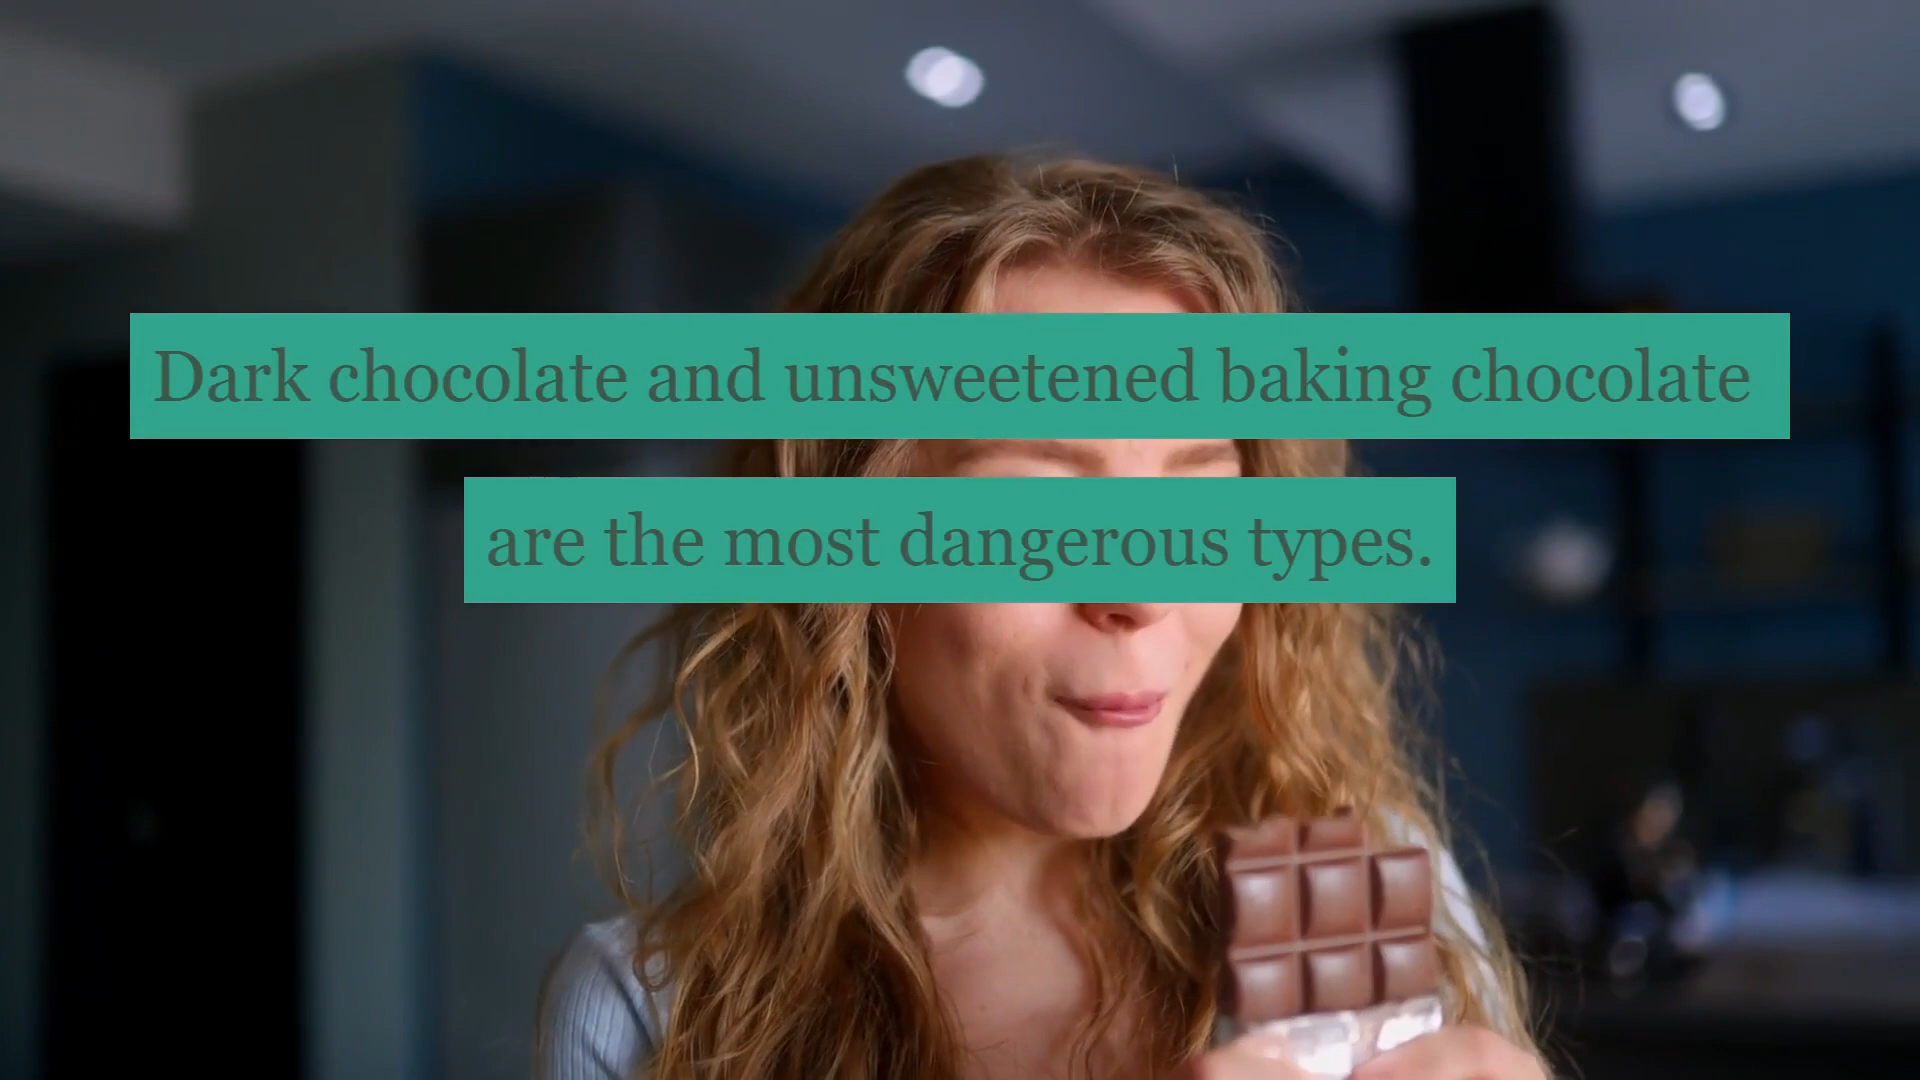 Dark chocolate and unsweetened baking chocolate
are the most dangerous types.